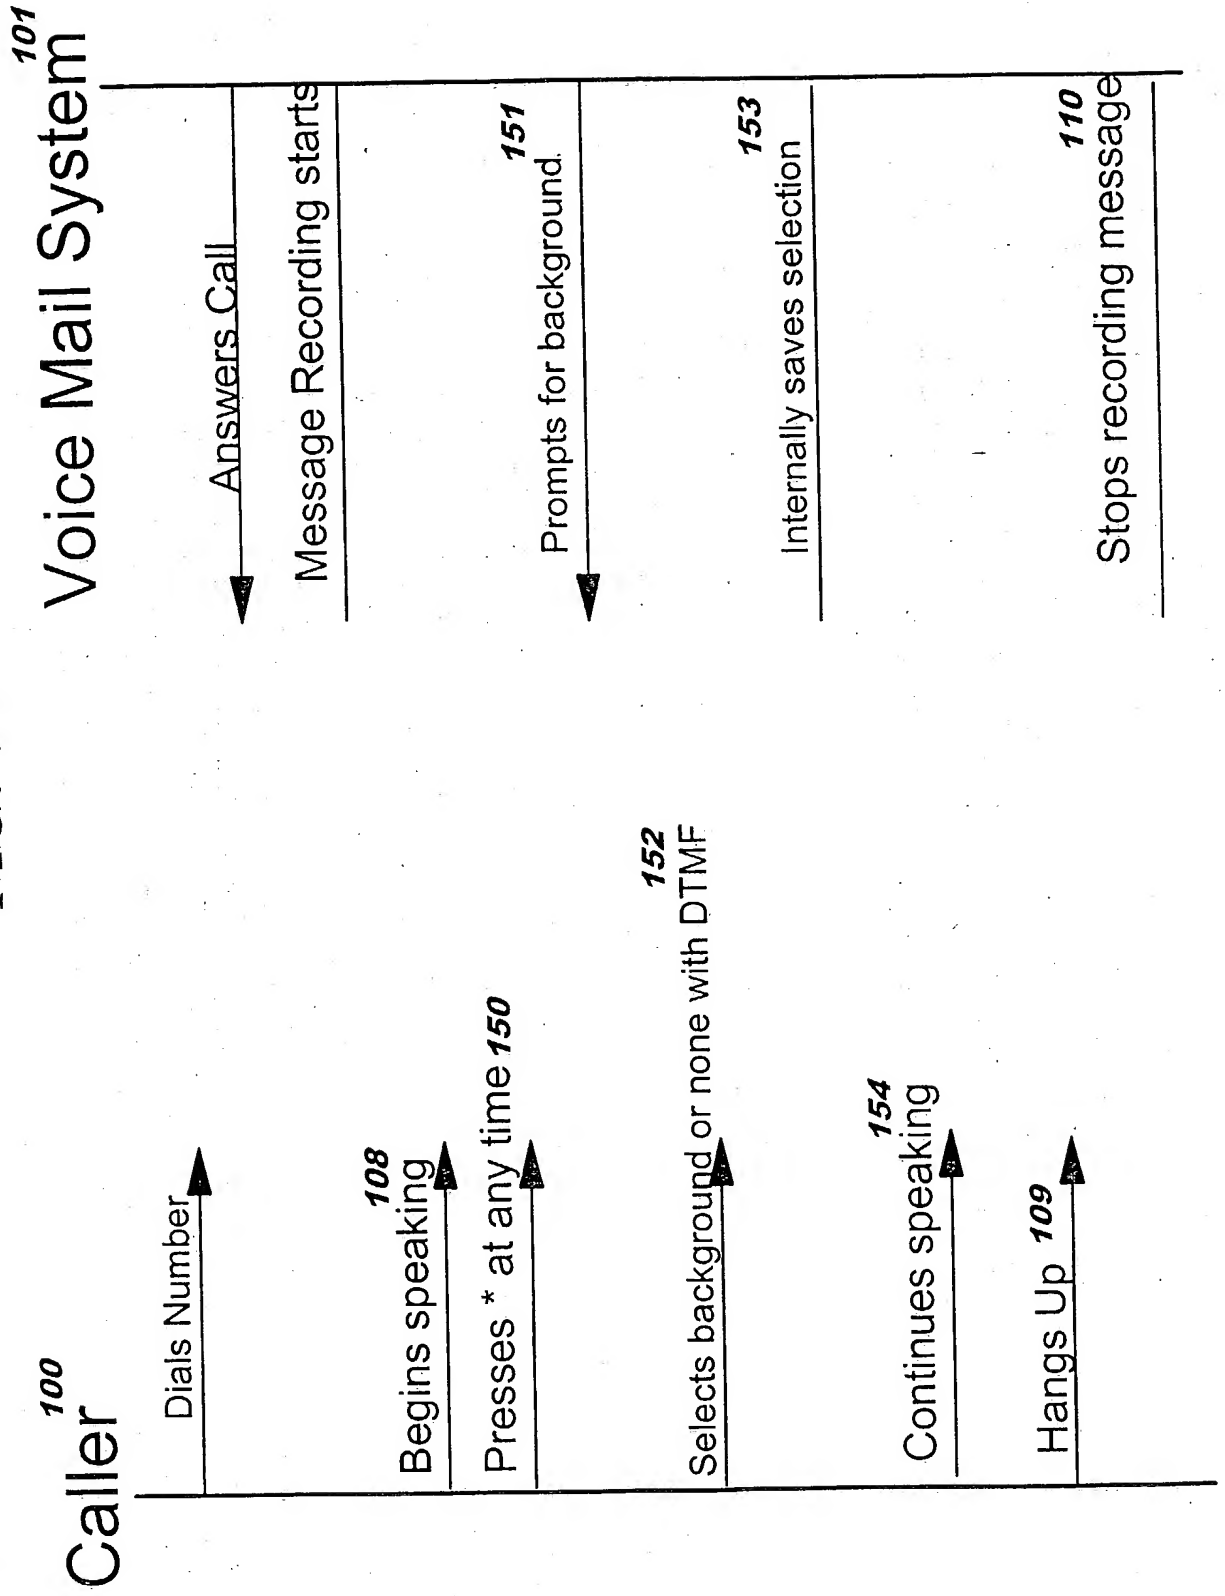 Caller 100
Voice Mail System 101
Dials Number
Answers Call
Message Recording starts
108
Begins speaking
Presses * at any time 150
151
Prompts for background.
152
Selects background or none with DTMF
153
Internally saves selection
154
Continues speaking
Hangs Up 109
110
Stops recording message